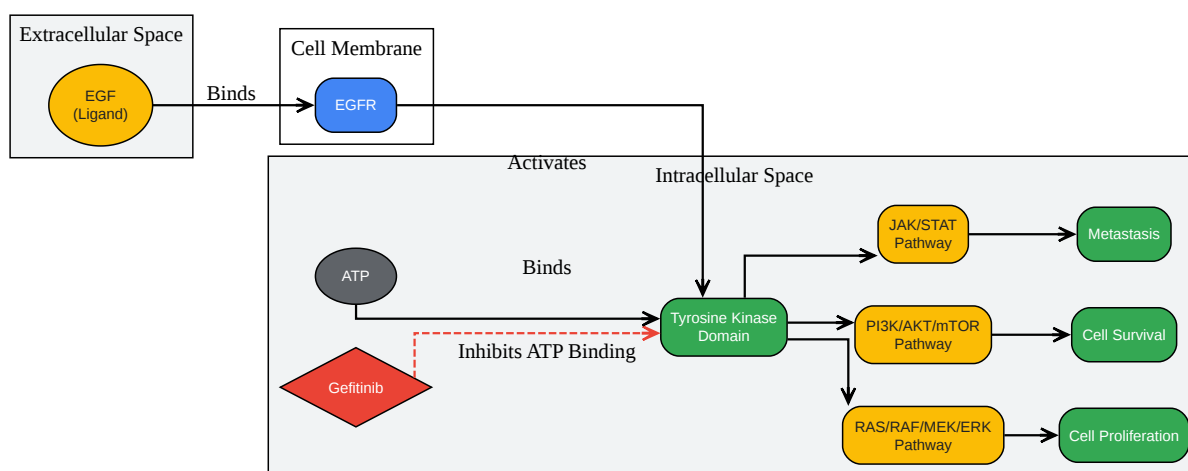 Extracellular Space
EGF
(Ligand)
Binds
Cell Membrane
EGFR
Activates
Intracellular Space
ATP
Binds
Gefitinib
Inhibits ATP Binding
Tyrosine Kinase
Domain
JAK/STAT
Pathway
Metastasis
PI3K/AKT/mTOR
Pathway
Cell Survival
RAS/RAF/MEK/ERK
Pathway
Cell Proliferation